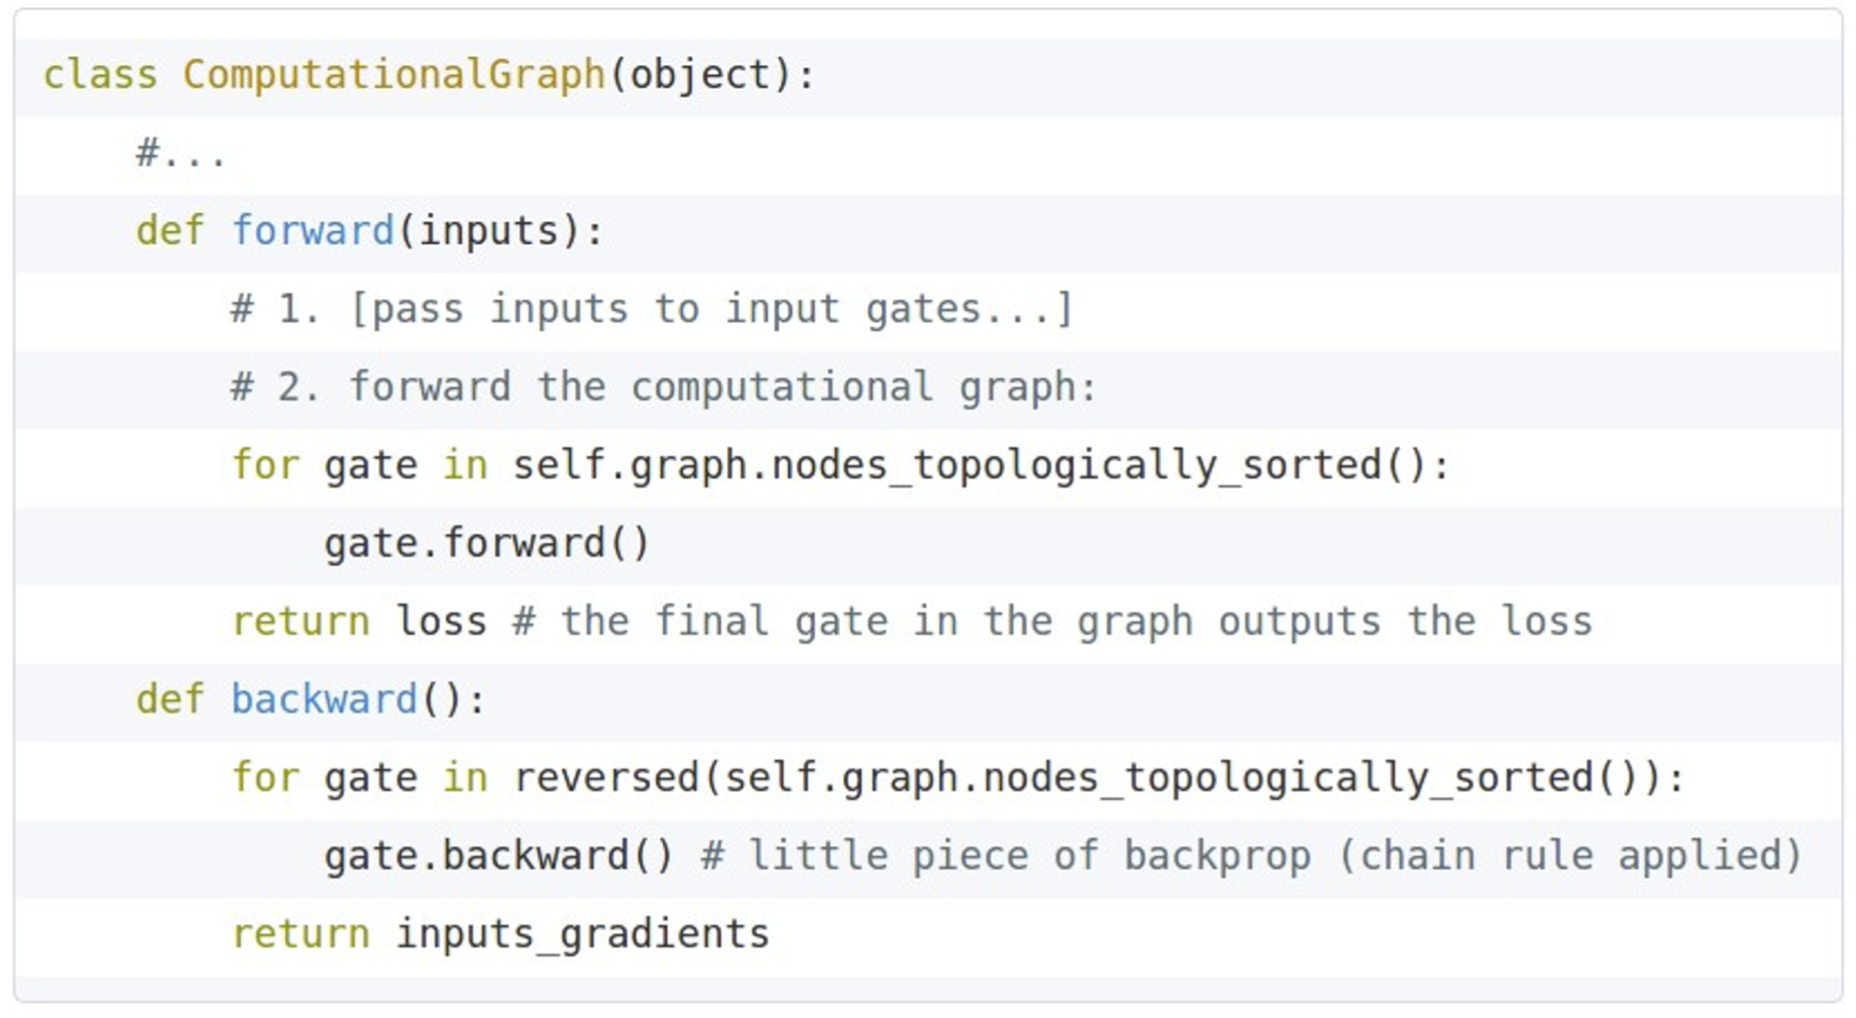 class ComputationalGraph(object):
    #...
    def forward(inputs):
        # 1. [pass inputs to input gates...]
        # 2. forward the computational graph:
        for gate in self.graph.nodes_topologically_sorted():
            gate.forward()
        return loss # the final gate in the graph outputs the loss
    def backward():
        for gate in reversed(self.graph.nodes_topologically_sorted()):
            gate.backward() # little piece of backprop (chain rule applied)
        return inputs_gradients